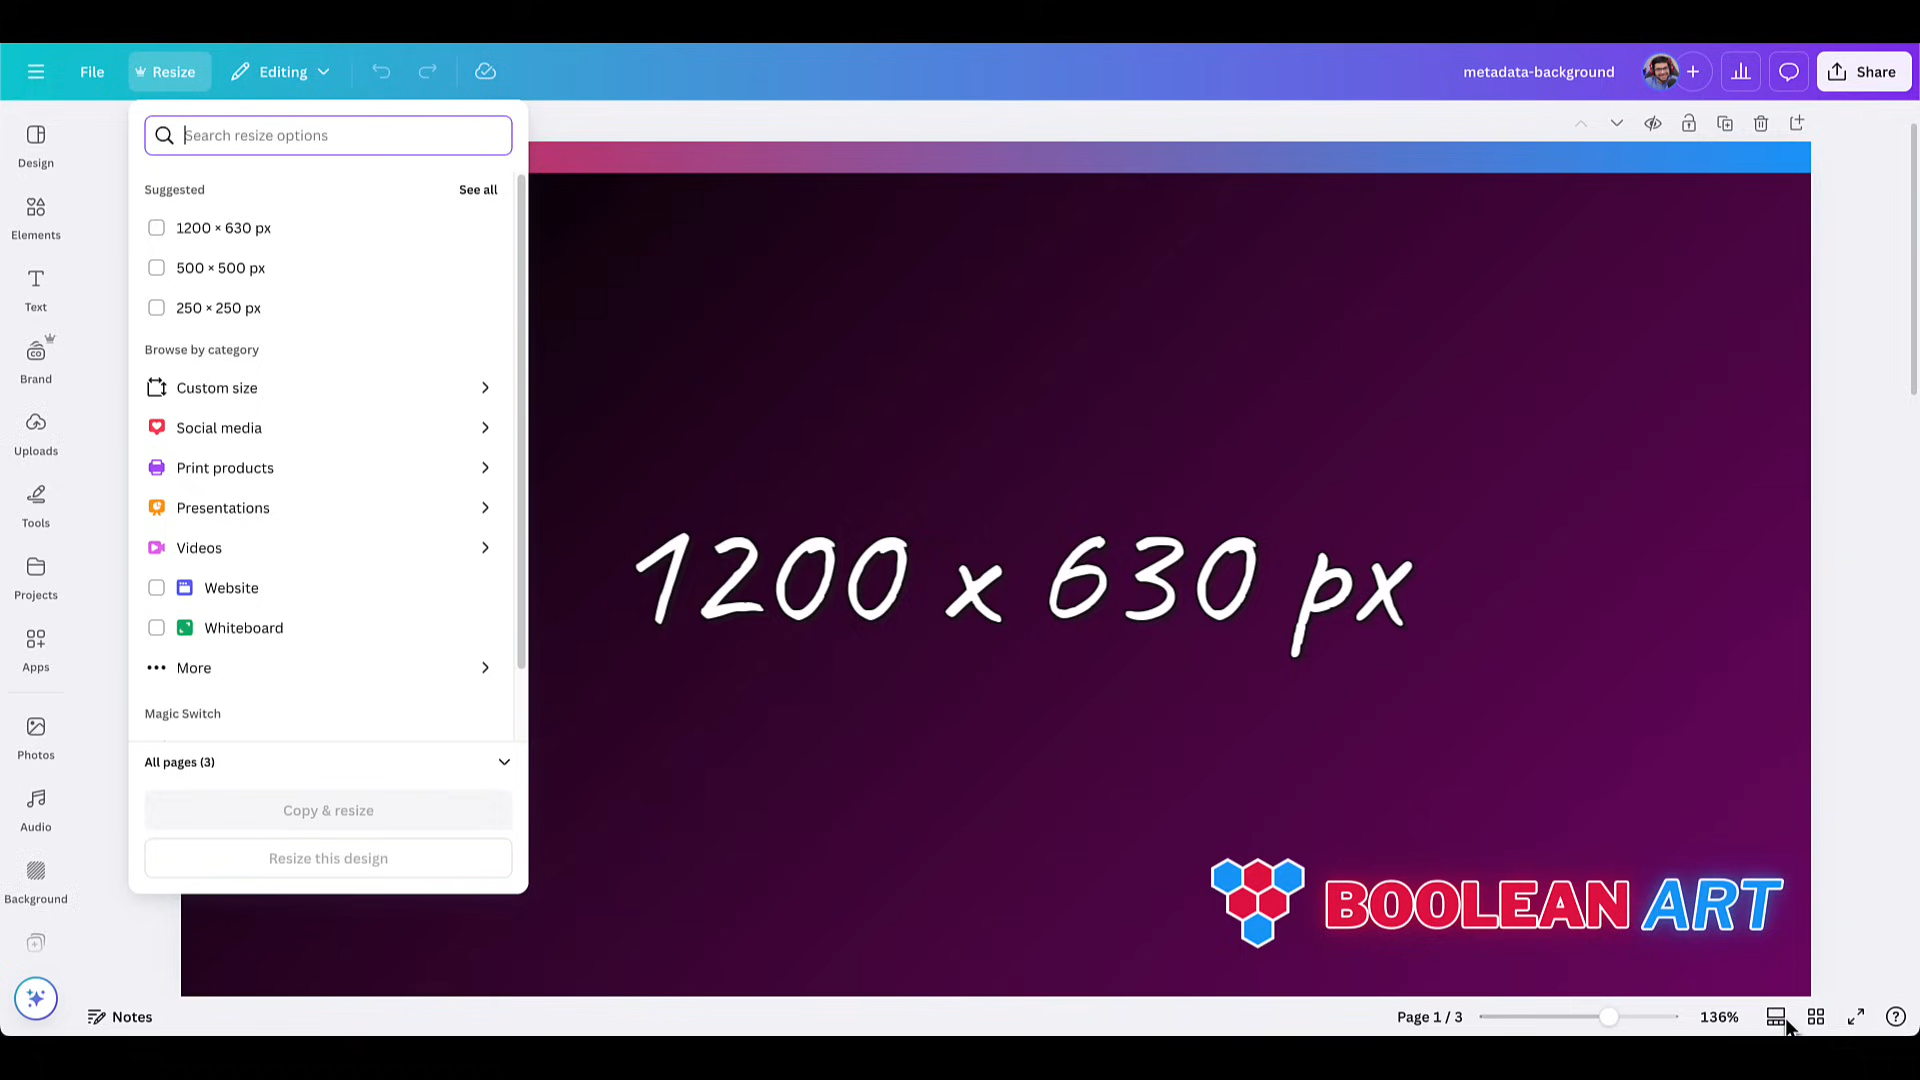 File
Resize
Editing
metadata-background
Share
Search resize options
Suggested
See all
1200 × 630 px
500 × 500 px
250 × 250 px
Browse by category
Custom size
Social media
Print products
Presentations
Videos
Website
Whiteboard
More
Magic Switch
All pages (3)
Copy & resize
Resize this design
Design
Elements
Text
Brand
Uploads
Tools
Projects
Apps
Photos
Audio
Background
1200 x 630 px
BOOLEAN ART
Notes
Page 1 / 3
136%